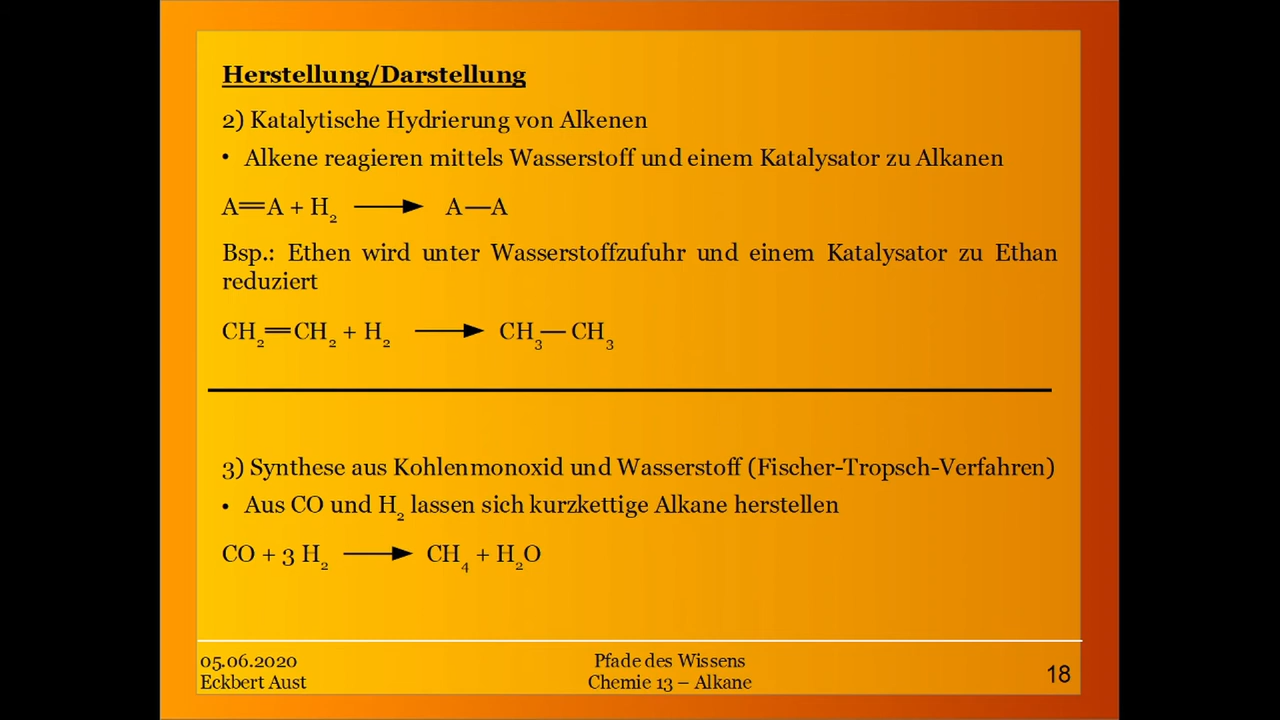 Herstellung/Darstellung
2) Katalytische Hydrierung von Alkenen
• Alkene reagieren mittels Wasserstoff und einem Katalysator zu Alkanen
A═A + H₂ ⟶ A—A
Bsp.: Ethen wird unter Wasserstoffzufuhr und einem Katalysator zu Ethan
reduziert
CH₂═CH₂ + H₂ ⟶ CH₃—CH₃
3) Synthese aus Kohlenmonoxid und Wasserstoff (Fischer-Tropsch-Verfahren)
• Aus CO und H₂ lassen sich kurzkettige Alkane herstellen
CO + 3 H₂ ⟶ CH₄ + H₂O
05.06.2020
Eckbert Aust
Pfade des Wissens
Chemie 13 – Alkane
18